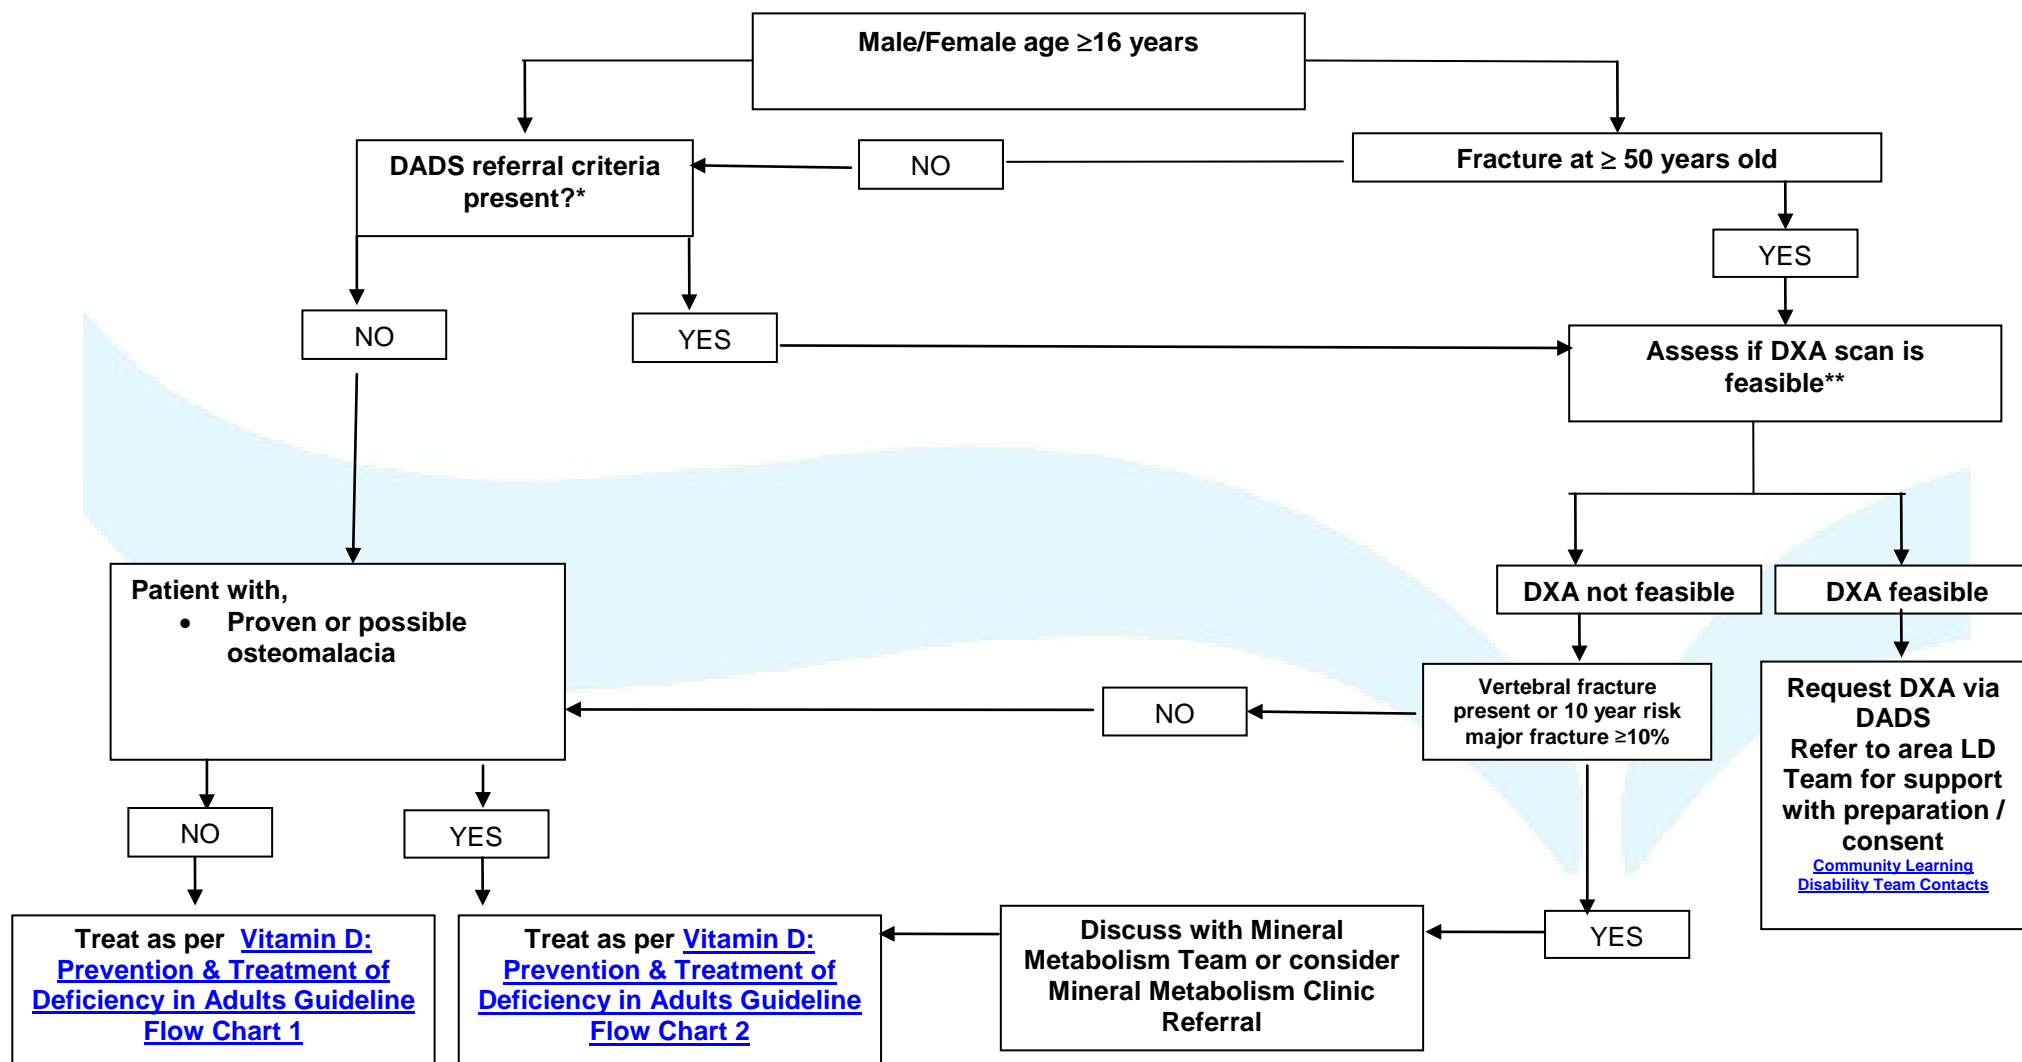 Male/Female age ≥16 years
DADS referral criteria
present?*
NO
Fracture at ≥ 50 years old
YES
NO
YES
Assess if DXA scan is
feasible**
Patient with,
• Proven or possible
osteomalacia
DXA not feasible
DXA feasible
Vertebral fracture
present or 10 year risk
major fracture ≥10%
NO
Request DXA via
DADS
Refer to area LD
Team for support
with preparation /
consent
Community Learning
Disability Team Contacts
NO
YES
YES
Treat as per Vitamin D:
Prevention & Treatment of
Deficiency in Adults Guideline
Flow Chart 1
Treat as per Vitamin D:
Prevention & Treatment of
Deficiency in Adults Guideline
Flow Chart 2
Discuss with Mineral
Metabolism Team or consider
Mineral Metabolism Clinic
Referral